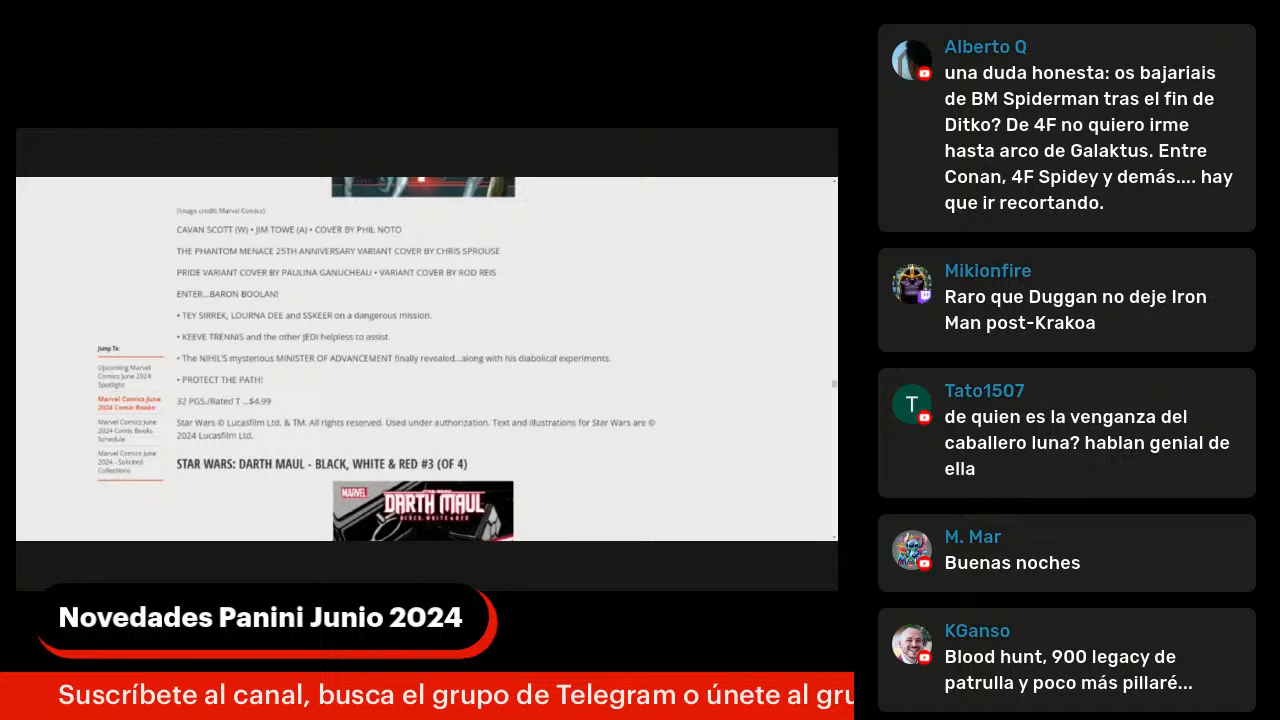 (Image credit: Marvel Comics)
CAVAN SCOTT (W) • JIM TOWE (A) • COVER BY PHIL NOTO
THE PHANTOM MENACE 25TH ANNIVERSARY VARIANT COVER BY CHRIS SPROUSE
PRIDE VARIANT COVER BY PAULINA GANUCHEAU • VARIANT COVER BY ROD REIS
ENTER...BARON BOOLAN!
• TEY SIRREK, LOURNA DEE and SSKEER on a dangerous mission.
• KEEVE TRENNIS and the other JEDI helpless to assist.
• The NIHIL'S mysterious MINISTER OF ADVANCEMENT finally revealed...along with his diabolical experiments.
• PROTECT THE PATH!
32 PGS./Rated T ...$4.99
Star Wars © Lucasfilm Ltd. & TM. All rights reserved. Used under authorization. Text and illustrations for Star Wars are ©
2024 Lucasfilm Ltd.
STAR WARS: DARTH MAUL - BLACK, WHITE & RED #3 (OF 4)
MARVEL
STAR WARS
DARTH MAUL
BLACK, WHITE & RED
Jump To:
Upcoming Marvel
Comics June 2024:
Spotlight
Marvel Comics June
2024 Comic Books
Marvel Comics June
2024 Comic Books
Schedule
Marvel Comics June
2024 - Solicited
Collections
Novedades Panini Junio 2024
Suscríbete al canal, busca el grupo de Telegram o únete al gru
Alberto Q
una duda honesta: os bajariais
de BM Spiderman tras el fin de
Ditko? De 4F no quiero irme
hasta arco de Galaktus. Entre
Conan, 4F Spidey y demás.... hay
que ir recortando.
Mikionfire
Raro que Duggan no deje Iron
Man post-Krakoa
T
Tato1507
de quien es la venganza del
caballero luna? hablan genial de
ella
M. Mar
Buenas noches
KGanso
Blood hunt, 900 legacy de
patrulla y poco más pillaré...